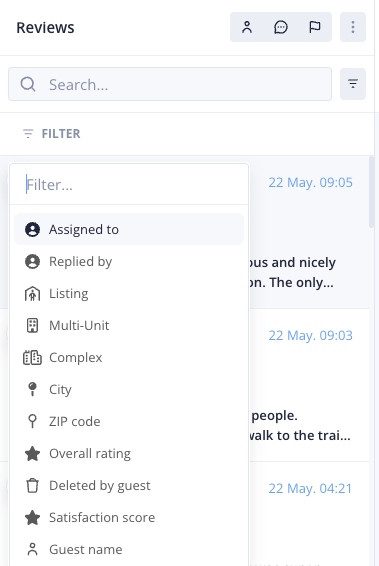 Reviews
Search...
FILTER
Filter...
22 May. 09:05
Assigned to
Replied by
ous and nicely
Listing
on. The only...
Multi-Unit
22 May. 09:03
Complex
City
people.
ZIP code
walk to the trai...
Overall rating
Deleted by guest
22 May. 04:21
Satisfaction score
Guest name